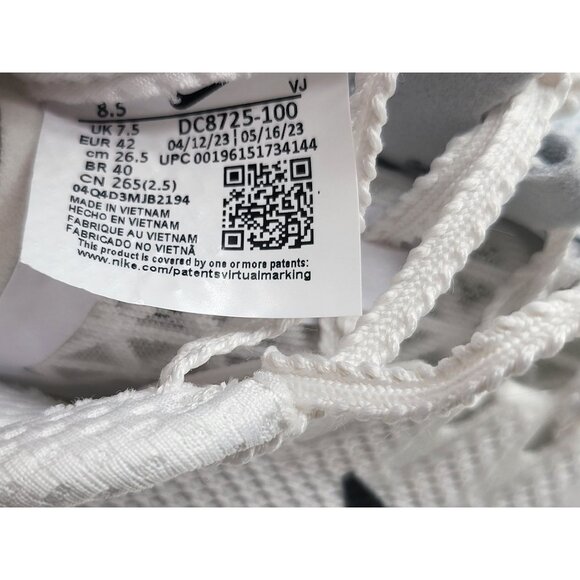 8.5
UK 7.5
EUR 42
cm 26.5
BR 40
CN 265(2.5)
04Q4D3MJB2194
MADE IN VIETNAM
HECHO EN VIETNAM
FABRIQUE AU VIETNAM
FABRICADO NO VIETNÃ
This product is covered by one or more patents:
www.nike.com/patentsvirtualmarking
VJ
DC8725-100
04/12/23 | 05/16/23
UPC 00196151734144